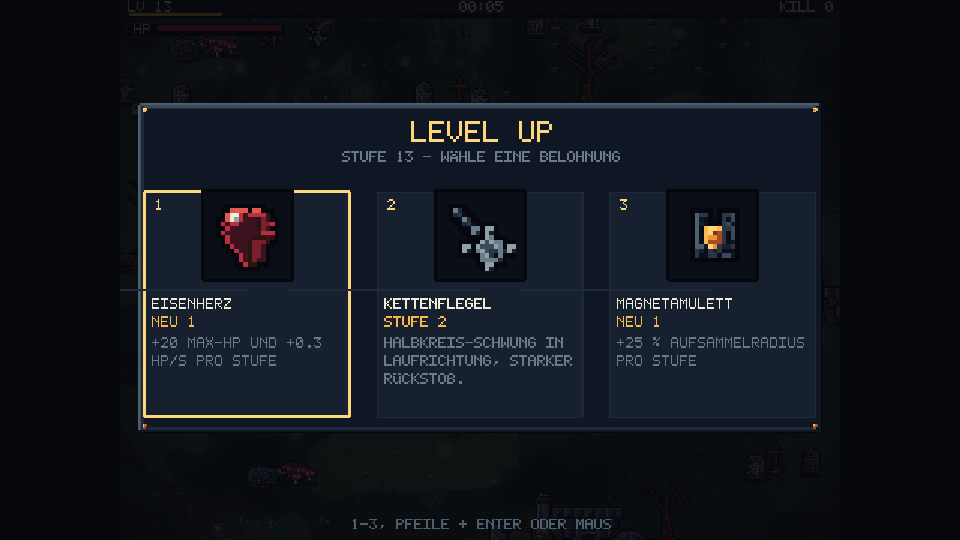 LV 13
00:05
KILL 0
HP
LEVEL UP
STUFE 13 – WÄHLE EINE BELOHNUNG
1
2
3
EISENHERZ
NEU 1
+20 MAX-HP UND +0.3
HP/S PRO STUFE
KETTENFLEGEL
STUFE 2
HALBKREIS-SCHWUNG IN
LAUFRICHTUNG, STARKER
RÜCKSTOß.
MAGNETAMULETT
NEU 1
+25 % AUFSAMMELRADIUS
PRO STUFE
1-3, PFEILE + ENTER ODER MAUS